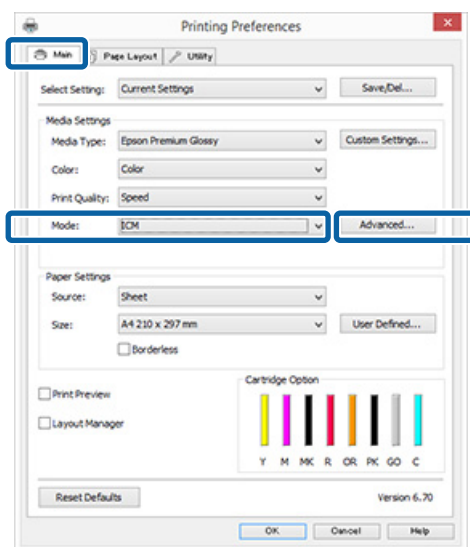 Printing Preferences
Main Page Layout Utility
Select Setting: Current Settings Save/Del...
Media Settings
Media Type: Epson Premium Glossy Custom Settings...
Color: Color
Print Quality: Speed
Mode: ICM Advanced...
Paper Settings
Source: Sheet
Size: A4 210 x 297 mm User Defined...
Borderless
Print Preview
Cartridge Option
Layout Manager
Y M MK R OR PK GO C
Reset Defaults Version 6.70
OK Cancel Help